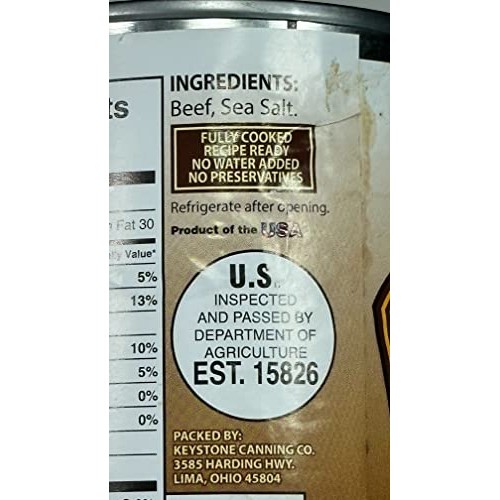 INGREDIENTS:
Beef, Sea Salt.
FULLY COOKED
RECIPE READY
NO WATER ADDED
NO PRESERVATIVES
Refrigerate after opening.
Product of the USA
U.S.
INSPECTED
AND PASSED BY
DEPARTMENT OF
AGRICULTURE
EST. 15826
PACKED BY:
KEYSTONE CANNING CO.
3585 HARDING HWY.
LIMA, OHIO 45804
ts
Fat 30
Value*
5%
13%
10%
5%
0%
0%